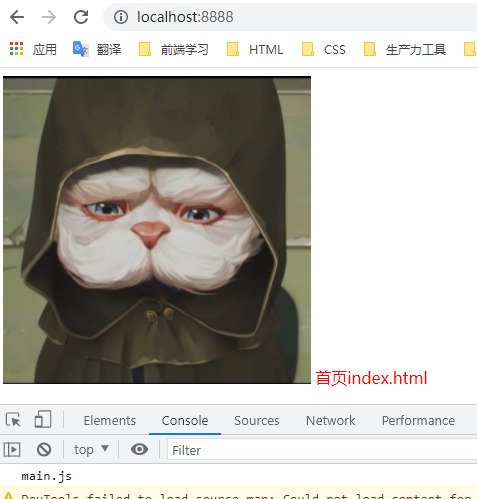 localhost:8888
应用 翻译 前端学习 HTML CSS 生产力工具
首页index.html
Elements Console Sources Network Performance
top Filter
main.js
DevTools failed to load source map: Could not load content for